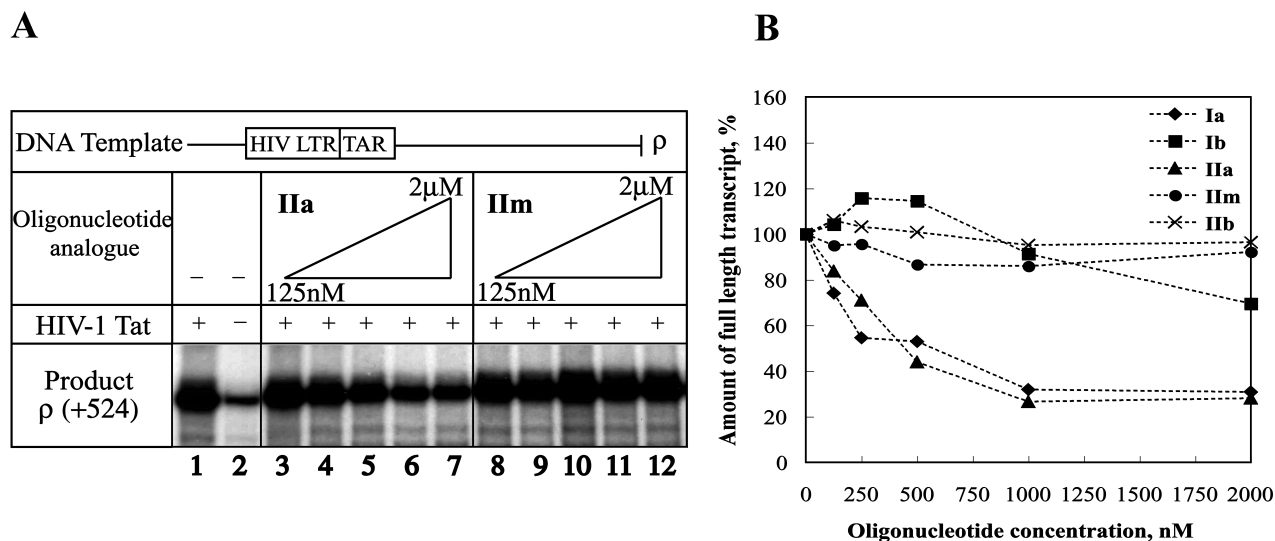 A
DNA Template HIV LTR TAR ρ
Oligonucleotide analogue
− −
IIa 2μM
125nM
IIm 2μM
125nM
HIV-1 Tat + − + + + + + + + + + +
Product
ρ (+524)
1 2 3 4 5 6 7 8 9 10 11 12
B
Amount of full length transcript, %
160
140
120
100
80
60
40
20
0
Ia
Ib
IIa
IIm
IIb
0 250 500 750 1000 1250 1500 1750 2000
Oligonucleotide concentration, nM